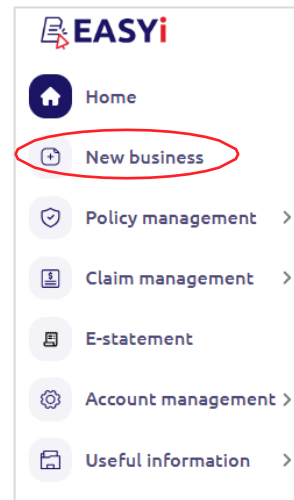 EASYi
Home
New business
Policy management
Claim management
E-statement
Account management
Useful information